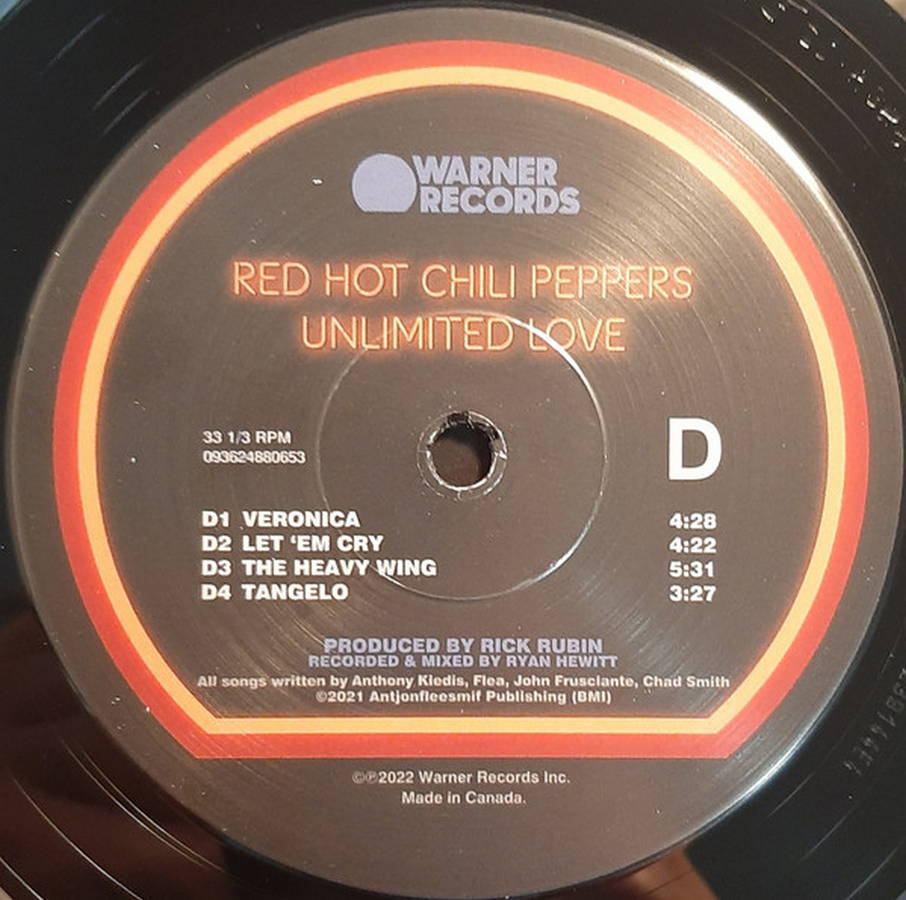 WARNER
RECORDS
RED HOT CHILI PEPPERS
UNLIMITED LOVE
33 1/3 RPM
093624880653
D
D1 VERONICA 4:28
D2 LET ‘EM CRY 4:22
D3 THE HEAVY WING 5:31
D4 TANGELO 3:27
PRODUCED BY RICK RUBIN
RECORDED & MIXED BY RYAN HEWITT
All songs written by Anthony Kiedis, Flea, John Frusciante, Chad Smith
©2021 Antjonfleesmif Publishing (BMI)
©℗2022 Warner Records Inc.
Made in Canada.